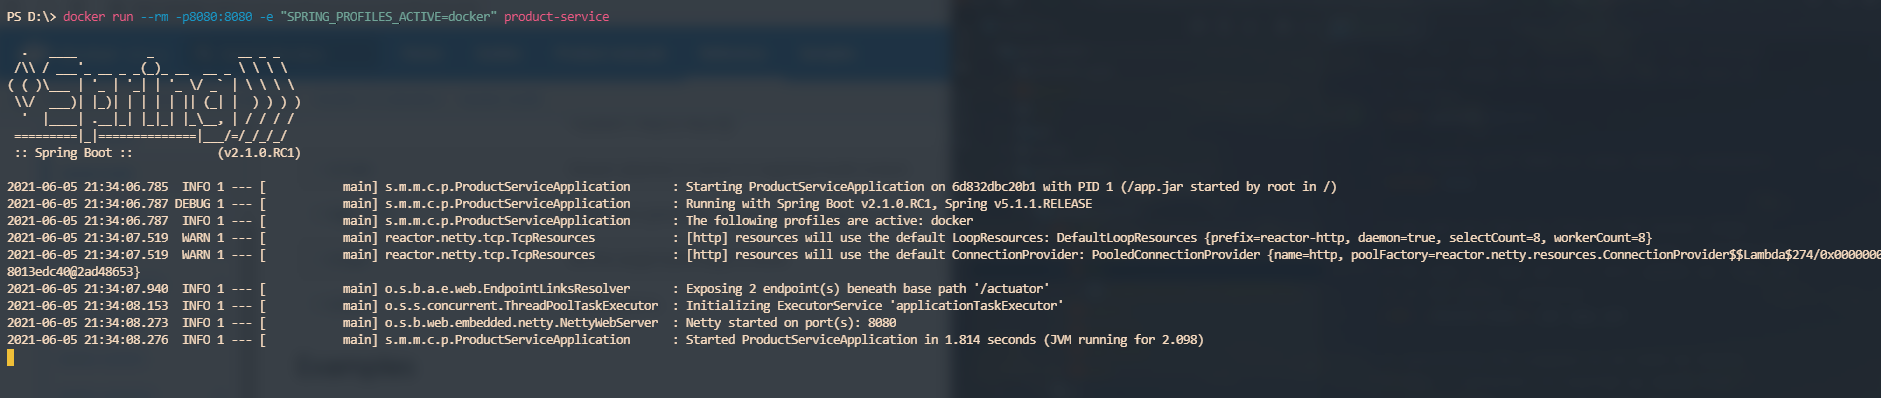 PS D:\> docker run --rm -p8080:8080 -e "SPRING_PROFILES_ACTIVE=docker" product-service
  .   ____          _            __ _ _
 /\\ / ___'_ __ _ _(_)_ __  __ _ \ \ \ \
( ( )\___ | '_ | '_| | '_ \/ _` | \ \ \ \
 \\/  ___)| |_)| | | | | || (_| |  ) ) ) )
  '  |____| .__|_| |_|_| |_\__, | / / / /
 =========|_|==============|___/=/_/_/_/
 :: Spring Boot ::            (v2.1.0.RC1)
2021-06-05 21:34:06.785  INFO 1 --- [           main] s.m.m.c.p.ProductServiceApplication      : Starting ProductServiceApplication on 6d832dbc20b1 with PID 1 (/app.jar started by root in /)
2021-06-05 21:34:06.787 DEBUG 1 --- [           main] s.m.m.c.p.ProductServiceApplication      : Running with Spring Boot v2.1.0.RC1, Spring v5.1.1.RELEASE
2021-06-05 21:34:06.787  INFO 1 --- [           main] s.m.m.c.p.ProductServiceApplication      : The following profiles are active: docker
2021-06-05 21:34:07.519  WARN 1 --- [           main] reactor.netty.tcp.TcpResources           : [http] resources will use the default LoopResources: DefaultLoopResources {prefix=reactor-http, daemon=true, selectCount=8, workerCount=8}
2021-06-05 21:34:07.519  WARN 1 --- [           main] reactor.netty.tcp.TcpResources           : [http] resources will use the default ConnectionProvider: PooledConnectionProvider {name=http, poolFactory=reactor.netty.resources.ConnectionProvider$$Lambda$274/0x0000000
8013edc40@2ad48653}
2021-06-05 21:34:07.940  INFO 1 --- [           main] o.s.b.a.e.web.EndpointLinksResolver      : Exposing 2 endpoint(s) beneath base path '/actuator'
2021-06-05 21:34:08.153  INFO 1 --- [           main] o.s.s.concurrent.ThreadPoolTaskExecutor  : Initializing ExecutorService 'applicationTaskExecutor'
2021-06-05 21:34:08.273  INFO 1 --- [           main] o.s.b.web.embedded.netty.NettyWebServer  : Netty started on port(s): 8080
2021-06-05 21:34:08.276  INFO 1 --- [           main] s.m.m.c.p.ProductServiceApplication      : Started ProductServiceApplication in 1.814 seconds (JVM running for 2.098)